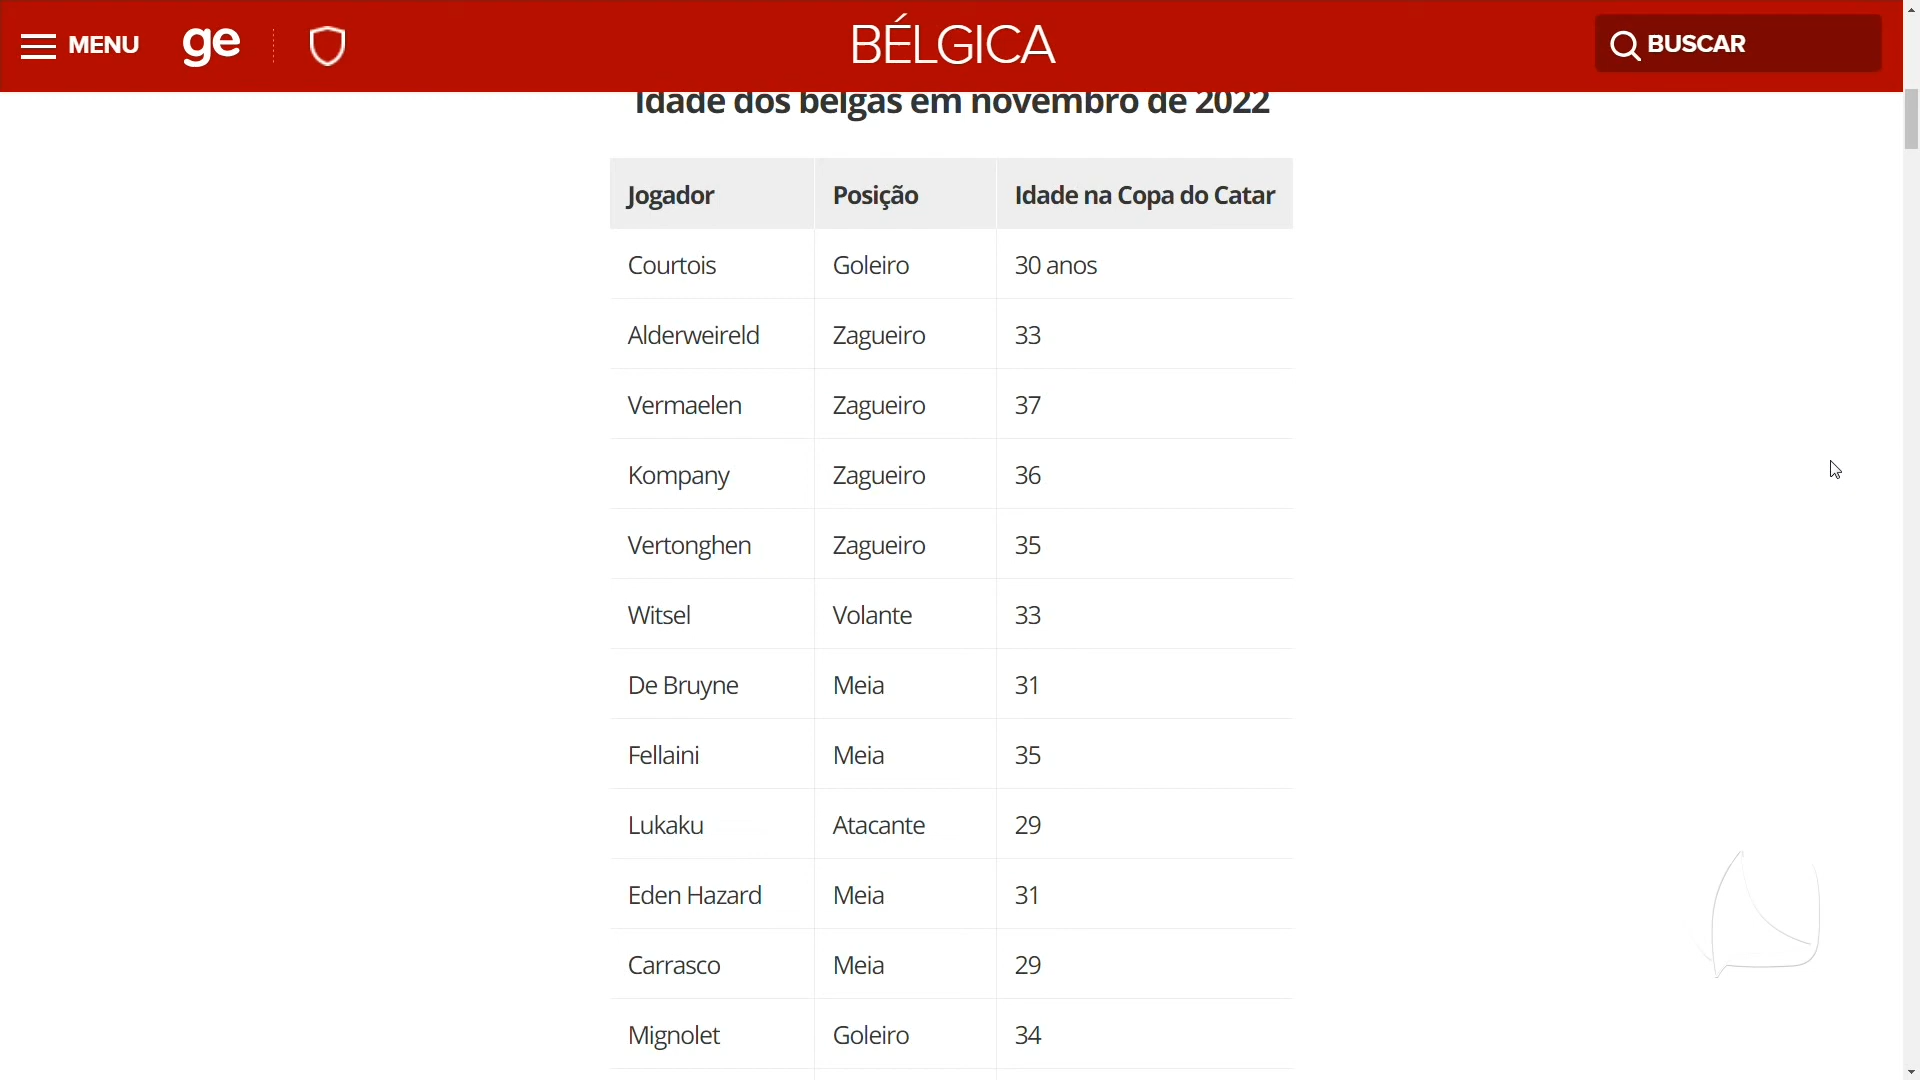 MENU ge BÉLGICA BUSCAR
Idade dos belgas em novembro de 2022
Jogador Posição Idade na Copa do Catar
Courtois Goleiro 30 anos
Alderweireld Zagueiro 33
Vermaelen Zagueiro 37
Kompany Zagueiro 36
Vertonghen Zagueiro 35
Witsel Volante 33
De Bruyne Meia 31
Fellaini Meia 35
Lukaku Atacante 29
Eden Hazard Meia 31
Carrasco Meia 29
Mignolet Goleiro 34